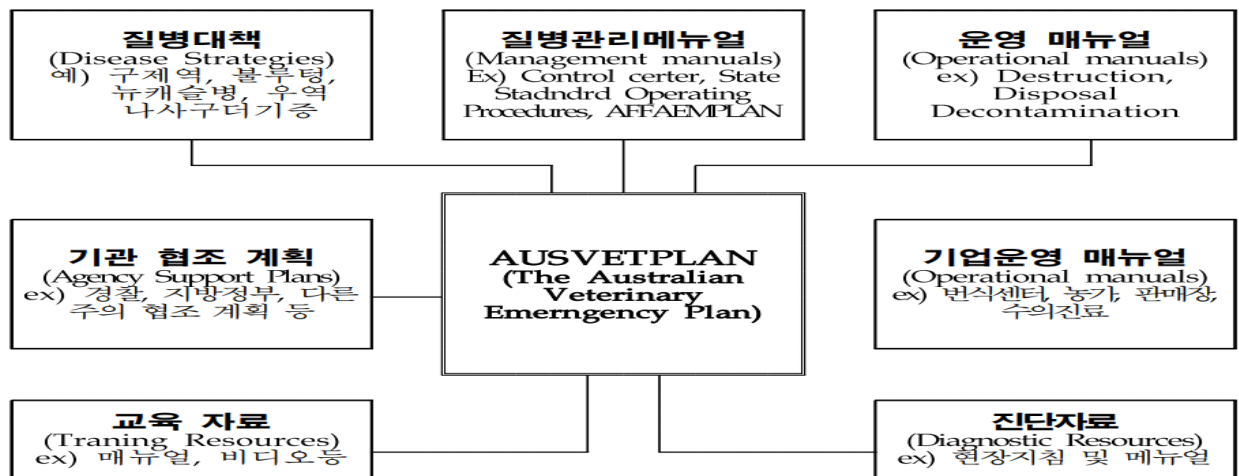 질병대책
(Disease Strategies)
예) 구제역, 불루텅,
뉴캐슬병, 우역
나사구더기증
질병관리메뉴얼
(Management manuals)
Ex) Control certer, State
Stadndrd Operating
Procedures, AFFAEMPLAN
운영 매뉴얼
(Operational manuals)
ex) Destruction,
Disposal
Decontamination
기관 협조 계획
(Agency Support Plans)
ex) 경찰, 지방정부, 다른
주의 협조 계획 등
AUSVETPLAN
(The Australian
Veterinary
Emerngency Plan)
기업운영 매뉴얼
(Operational manuals)
ex) 번식센터, 농가, 판매장,
수의진료
교육 자료
(Traning Resources)
ex) 매뉴얼, 비디오등
진단자료
(Diagnostic Resources)
ex) 현장지침 및 메뉴얼